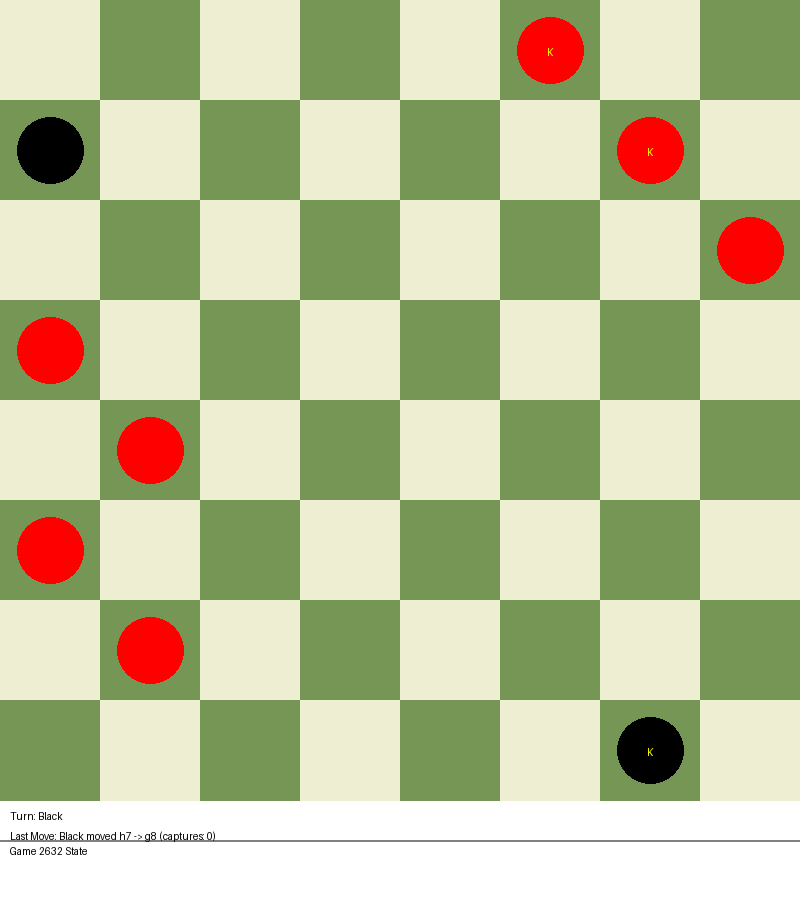 K
K
K
Turn: Black
Last Move: Black moved h7 -> g8 (captures: 0)
Game 2632 State